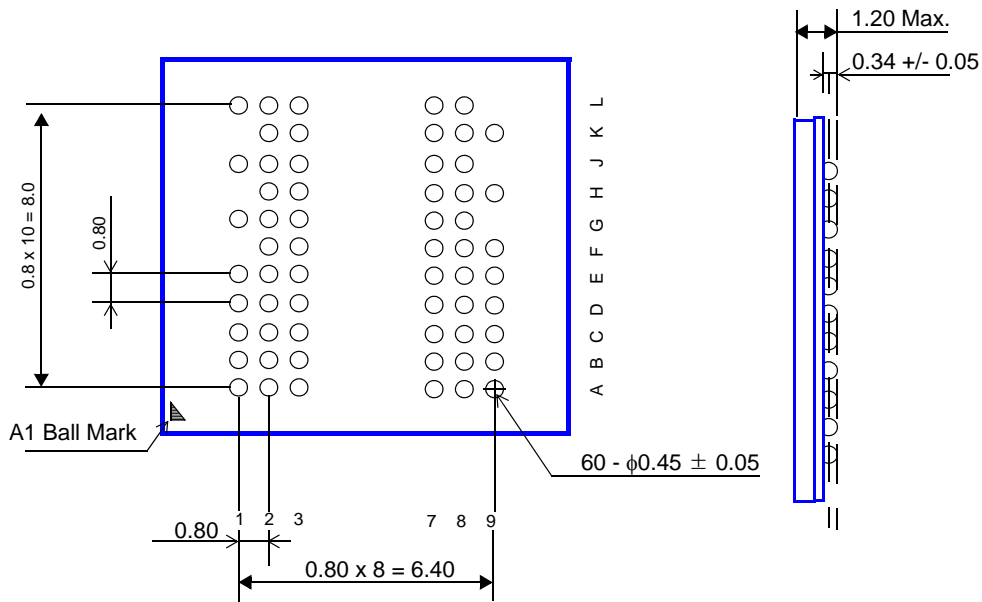 1.20 Max.
0.34 +/- 0.05
L
K
J
H
G
F
E
D
C
B
A
0.8 x 10 = 8.0
0.80
A1 Ball Mark
60 - ϕ0.45 ± 0.05
1 2 3 7 8 9
0.80
0.80 x 8 = 6.40